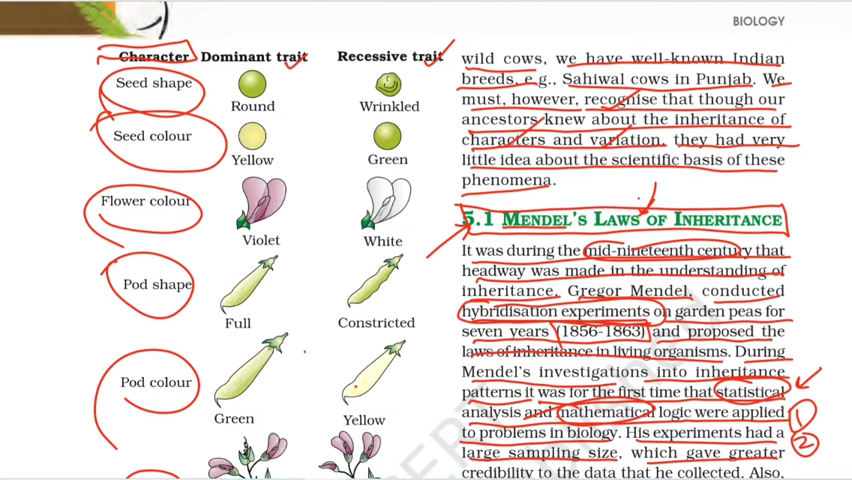 BIOLOGY
Character Dominant trait Recessive trait
Seed shape
Round Wrinkled
Seed colour
Yellow Green
Flower colour
Violet White
Pod shape
Full Constricted
Pod colour
Green Yellow
wild cows, we have well-known Indian
breeds, e.g., Sahiwal cows in Punjab. We
must, however, recognise that though our
ancestors knew about the inheritance of
characters and variation, they had very
little idea about the scientific basis of these
phenomena.
5.1 MENDEL'S LAWS OF INHERITANCE
It was during the mid-nineteenth century that
headway was made in the understanding of
inheritance. Gregor Mendel, conducted
hybridisation experiments on garden peas for
seven years (1856-1863) and proposed the
laws of inheritance in living organisms. During
Mendel's investigations into inheritance
patterns it was for the first time that statistical
analysis and mathematical logic were applied
to problems in biology. His experiments had a
large sampling size, which gave greater
credibility to the data that he collected. Also,
1
2